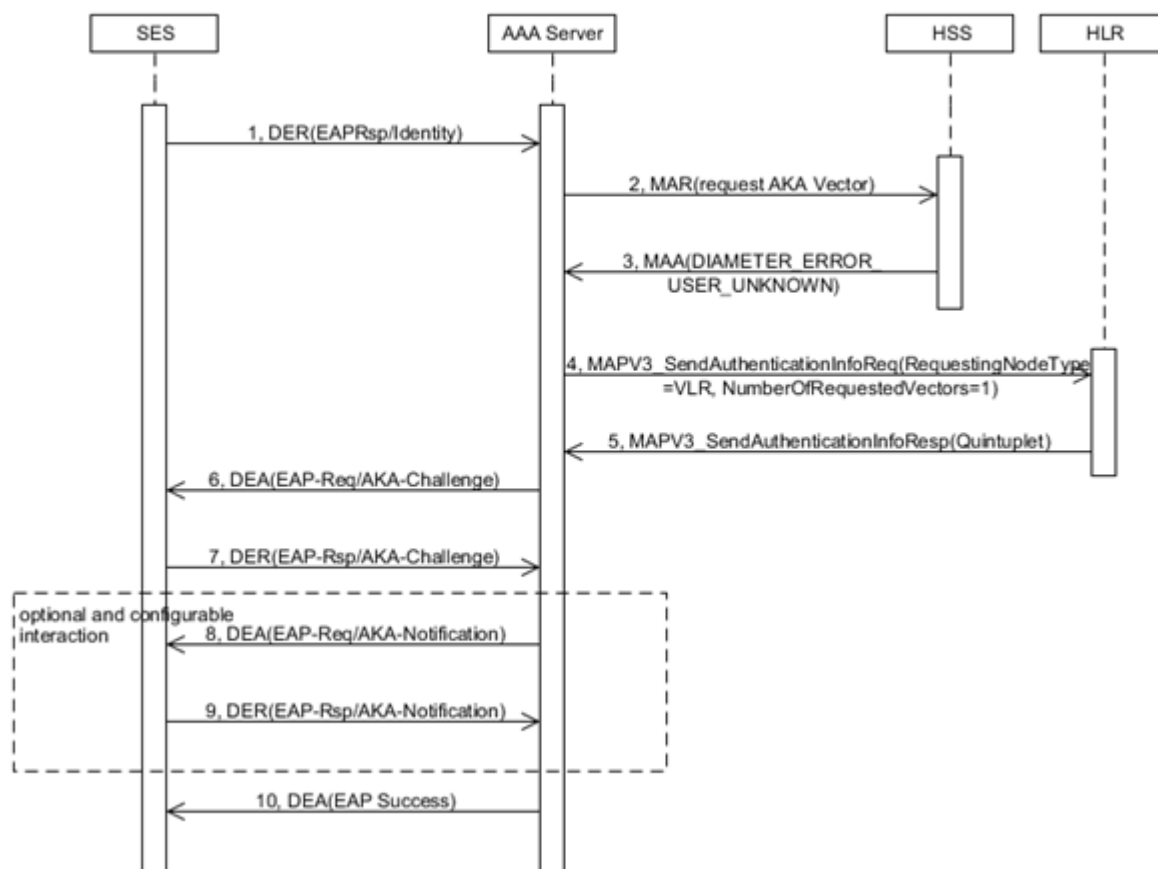 SES
AAA Server
HSS
HLR
1, DER(EAPRsp/Identity)
2, MAR(request AKA Vector)
3, MAA(DIAMETER_ERROR_
USER_UNKNOWN)
4, MAPV3_SendAuthenticationInfoReq(RequestingNodeType
=VLR, NumberOfRequestedVectors=1)
5, MAPV3_SendAuthenticationInfoResp(Quintuplet)
6, DEA(EAP-Req/AKA-Challenge)
7, DER(EAP-Rsp/AKA-Challenge)
optional and configurable
interaction
8, DEA(EAP-Req/AKA-Notification)
9, DER(EAP-Rsp/AKA-Notification)
10, DEA(EAP Success)